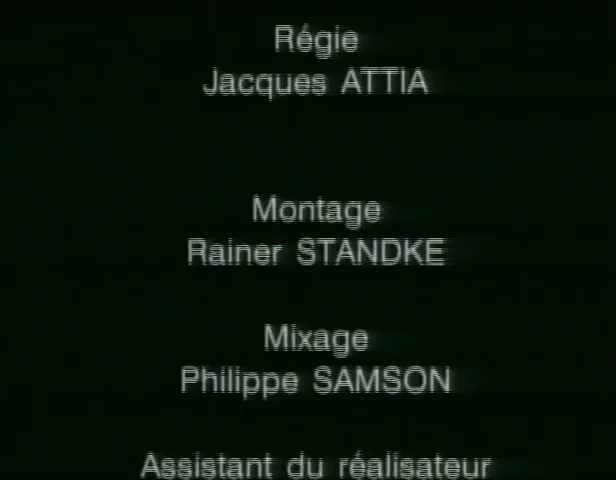 Régie
Jacques ATTIA
Montage
Rainer STANDKE
Mixage
Philippe SAMSON
Assistant du réalisateur